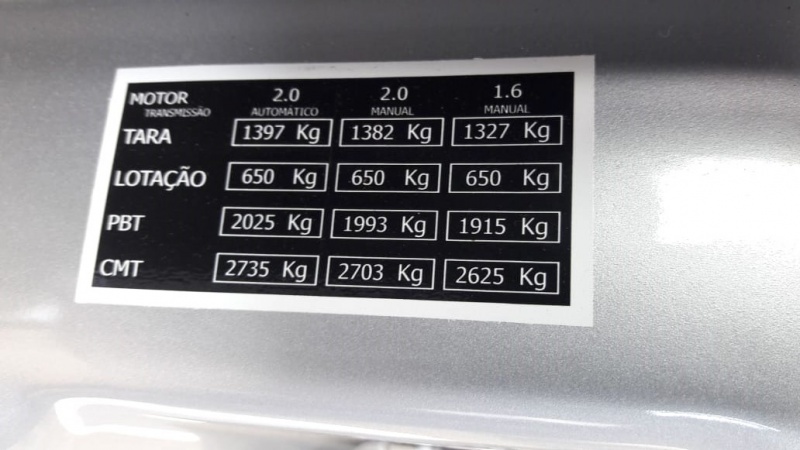 MOTOR 2.0 2.0 1.6
TRANSMISSÃO AUTOMÁTICO MANUAL MANUAL
TARA 1397 Kg 1382 Kg 1327 Kg
LOTAÇÃO 650 Kg 650 Kg 650 Kg
PBT 2025 Kg 1993 Kg 1915 Kg
CMT 2735 Kg 2703 Kg 2625 Kg